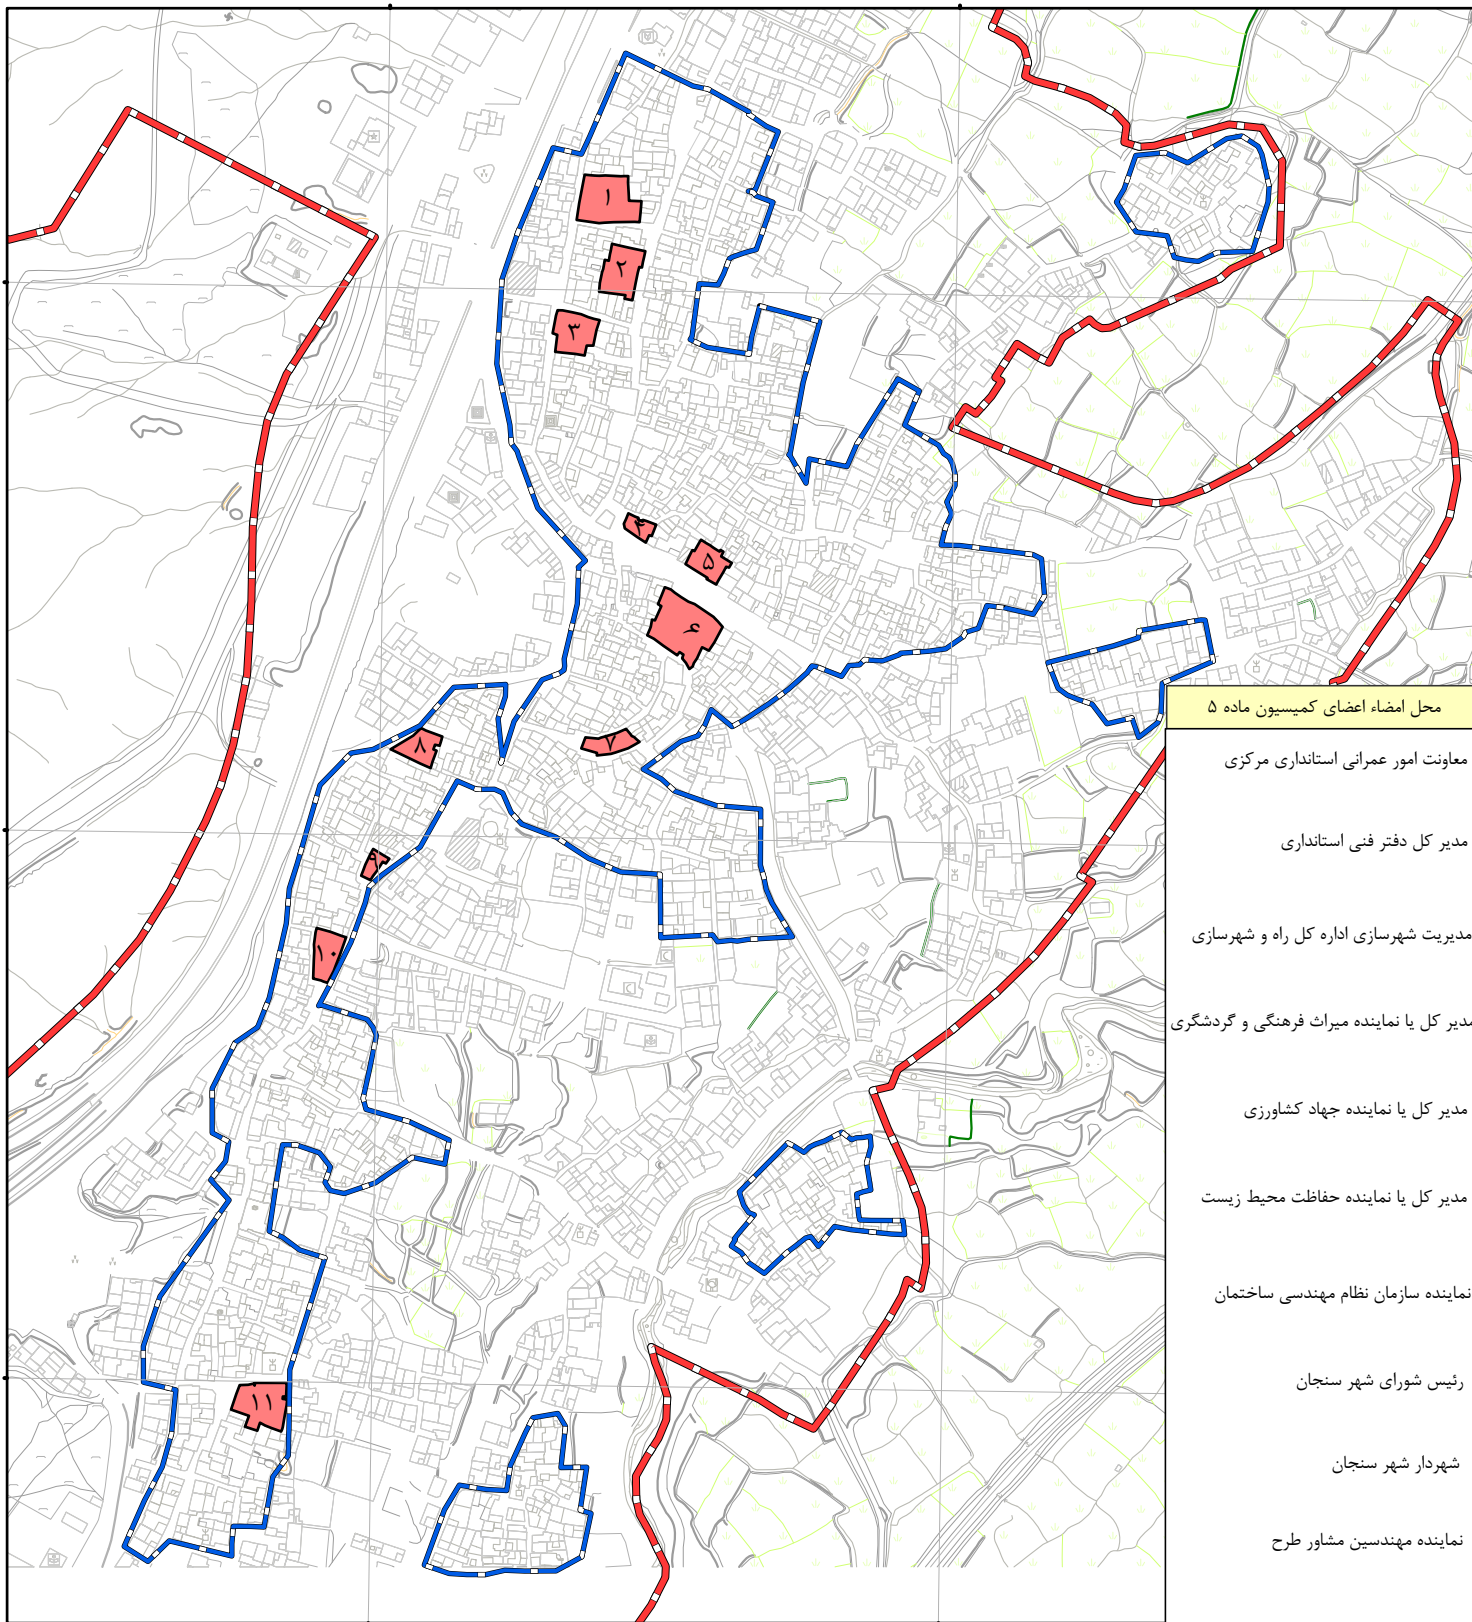 ۱
۲
۳
۴
۵
۶
۷
۸
۹
۱۰
۱۱
محل امضاء اعضای کمیسیون ماده ۵
معاونت امور عمرانی استانداری مرکزی
مدیر کل دفتر فنی استانداری
مدیریت شهرسازی اداره کل راه و شهرسازی
مدیر کل یا نماینده میراث فرهنگی و گردشگری
مدیر کل یا نماینده جهاد کشاورزی
مدیر کل یا نماینده حفاظت محیط زیست
نماینده سازمان نظام مهندسی ساختمان
رئیس شورای شهر سنجان
شهردار شهر سنجان
نماینده مهندسین مشاور طرح